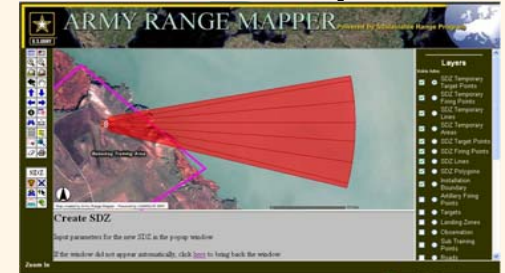 ARMY RANGE MAPPER
Powered by Sustainable Range Program
U.S.ARMY
Layers
SDZ Temporary
Target Points
SDZ Temporary
Firing Points
SDZ Temporary
Lines
SDZ Temporary
Areas
SDZ Target Points
SDZ Firing Points
SDZ Lines
SDZ Polygons
Installation
Boundary
Artillery Firing
Points
Targets
Landing Zones
Observation
Sub Training
Points
Roads
Training Area
SDZ
Create SDZ
Input parameters for the new SDZ in the popup window
If the window did not appear automatically, click here to bring back the window
Zoom In